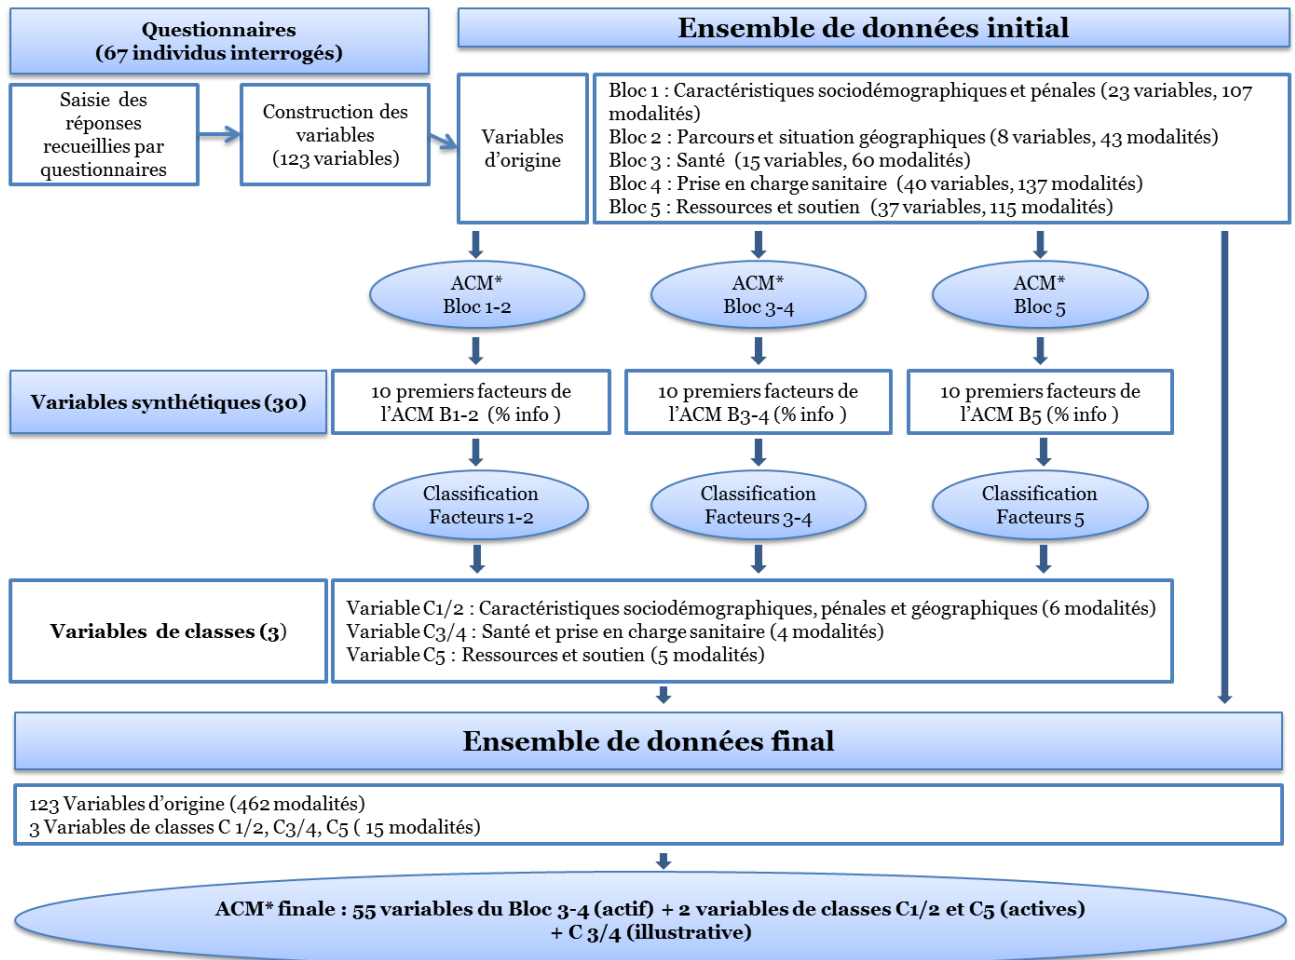 Questionnaires
(67 individus interrogés)
Ensemble de données initial
Saisie des
réponses
recueillies par
questionnaires
Construction des
variables
(123 variables)
Variables
d'origine
Bloc 1 : Caractéristiques sociodémographiques et pénales (23 variables, 107
modalités)
Bloc 2 : Parcours et situation géographiques (8 variables, 43 modalités)
Bloc 3 : Santé (15 variables, 60 modalités)
Bloc 4 : Prise en charge sanitaire (40 variables, 137 modalités)
Bloc 5 : Ressources et soutien (37 variables, 115 modalités)
ACM*
Bloc 1-2
ACM*
Bloc 3-4
ACM*
Bloc 5
Variables synthétiques (30)
10 premiers facteurs de
l'ACM B1-2 (% info )
10 premiers facteurs de
l'ACM B3-4 (% info )
10 premiers facteurs de
l'ACM B5 (% info )
Classification
Facteurs 1-2
Classification
Facteurs 3-4
Classification
Facteurs 5
Variables de classes (3)
Variable C1/2 : Caractéristiques sociodémographiques, pénales et géographiques (6 modalités)
Variable C3/4 : Santé et prise en charge sanitaire (4 modalités)
Variable C5 : Ressources et soutien (5 modalités)
Ensemble de données final
123 Variables d'origine (462 modalités)
3 Variables de classes C 1/2, C3/4, C5 ( 15 modalités)
ACM* finale : 55 variables du Bloc 3-4 (actif) + 2 variables de classes C1/2 et C5 (actives)
+ C 3/4 (illustrative)